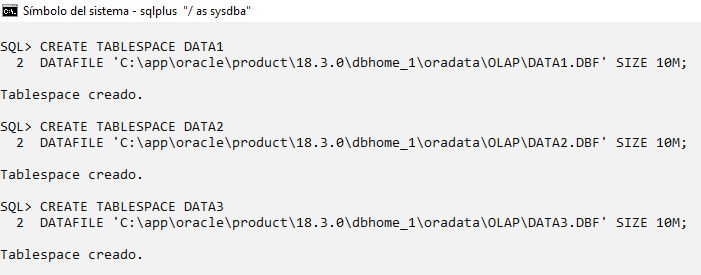 Símbolo del sistema - sqlplus "/ as sysdba"
SQL> CREATE TABLESPACE DATA1
2 DATAFILE 'C:\app\oracle\product\18.3.0\dbhome_1\oradata\OLAP\DATA1.DBF' SIZE 10M;
Tablespace creado.
SQL> CREATE TABLESPACE DATA2
2 DATAFILE 'C:\app\oracle\product\18.3.0\dbhome_1\oradata\OLAP\DATA2.DBF' SIZE 10M;
Tablespace creado.
SQL> CREATE TABLESPACE DATA3
2 DATAFILE 'C:\app\oracle\product\18.3.0\dbhome_1\oradata\OLAP\DATA3.DBF' SIZE 10M;
Tablespace creado.